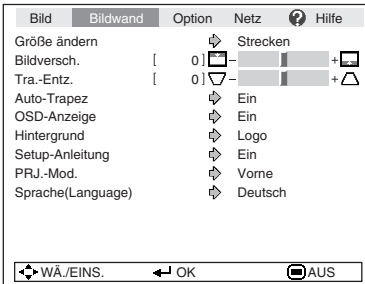 Bild Bildwand Option Netz ? Hilfe
Größe ändern Strecken
Bildversch. [ 0 ] − +
Tra.-Entz. [ 0 ] − +
Auto-Trapez Ein
OSD-Anzeige Ein
Hintergrund Logo
Setup-Anleitung Ein
PRJ.-Mod. Vorne
Sprache(Language) Deutsch
WÄ./EINS. OK AUS